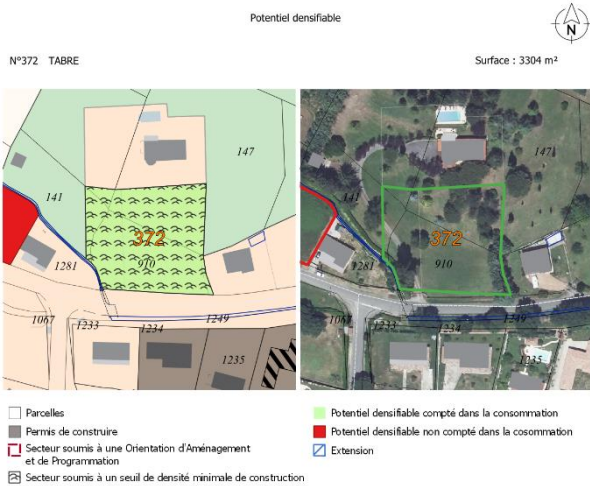 Potentiel densifiable
N
N°372 TABRE
Surface : 3304 m²
147
141
372
910
1281
1067
1233
1234
1249
1235
1471
141
372
910
1281
1067
1233
1234
1249
1235
Parcelles
Permis de construire
Secteur soumis à une Orientation d'Aménagement
et de Programmation
Secteur soumis à un seuil de densité minimale de construction
Potentiel densifiable compté dans la consommation
Potentiel densifiable non compté dans la cosommation
Extension